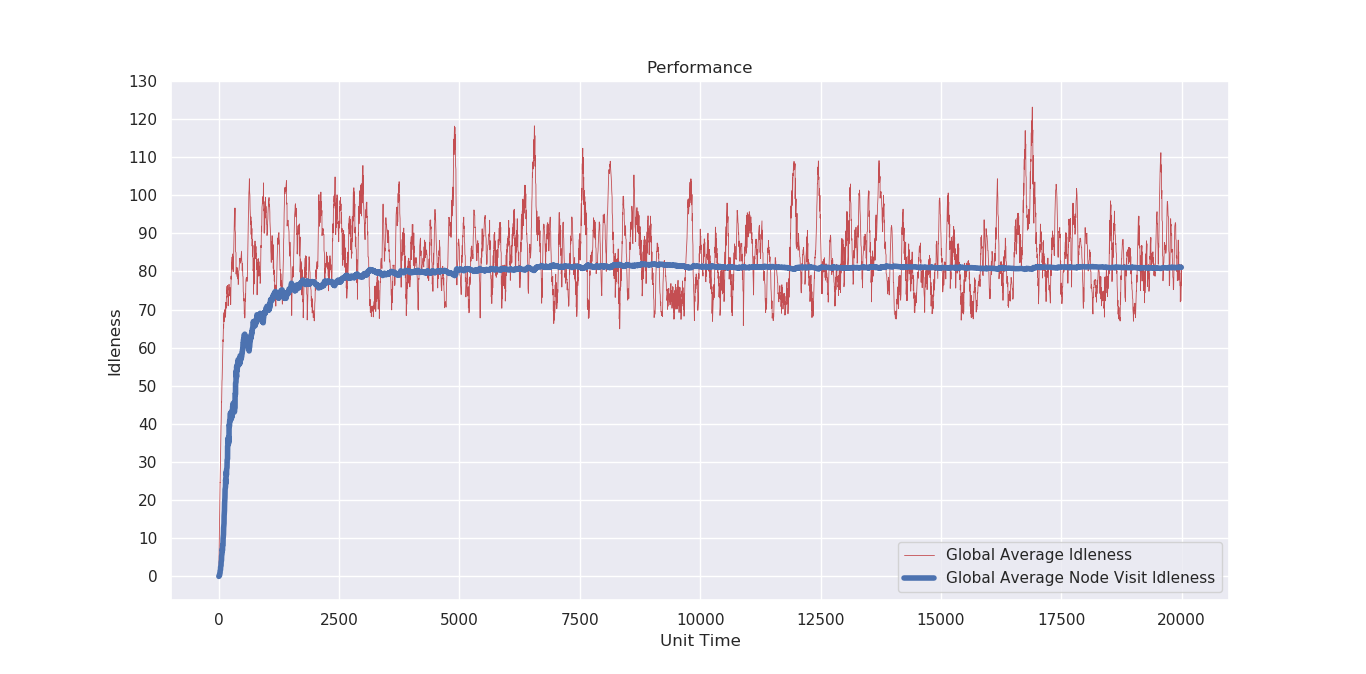 Performance
130
120
110
100
90
80
70
60
50
40
30
20
10
0
Idleness
Global Average Idleness
Global Average Node Visit Idleness
0 2500 5000 7500 10000 12500 15000 17500 20000
Unit Time